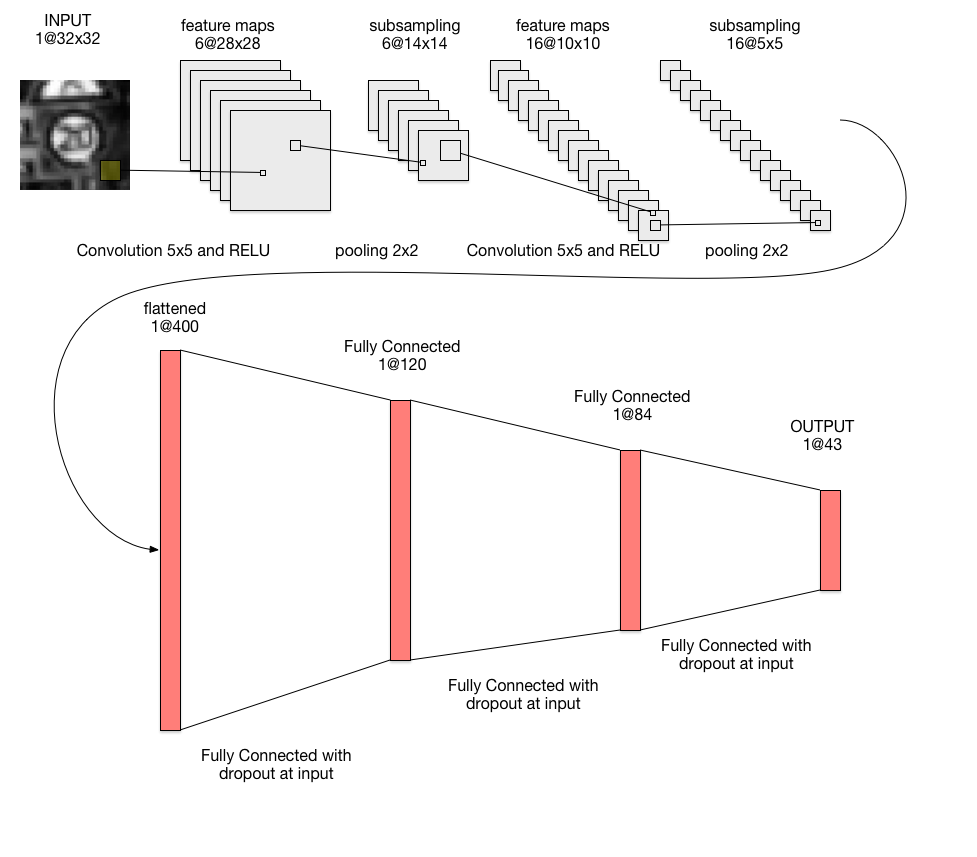 INPUT
1@32x32
feature maps
6@28x28
subsampling
6@14x14
feature maps
16@10x10
subsampling
16@5x5
Convolution 5x5 and RELU
pooling 2x2
Convolution 5x5 and RELU
pooling 2x2
flattened
1@400
Fully Connected
1@120
Fully Connected
1@84
OUTPUT
1@43
Fully Connected with
dropout at input
Fully Connected with
dropout at input
Fully Connected with
dropout at input